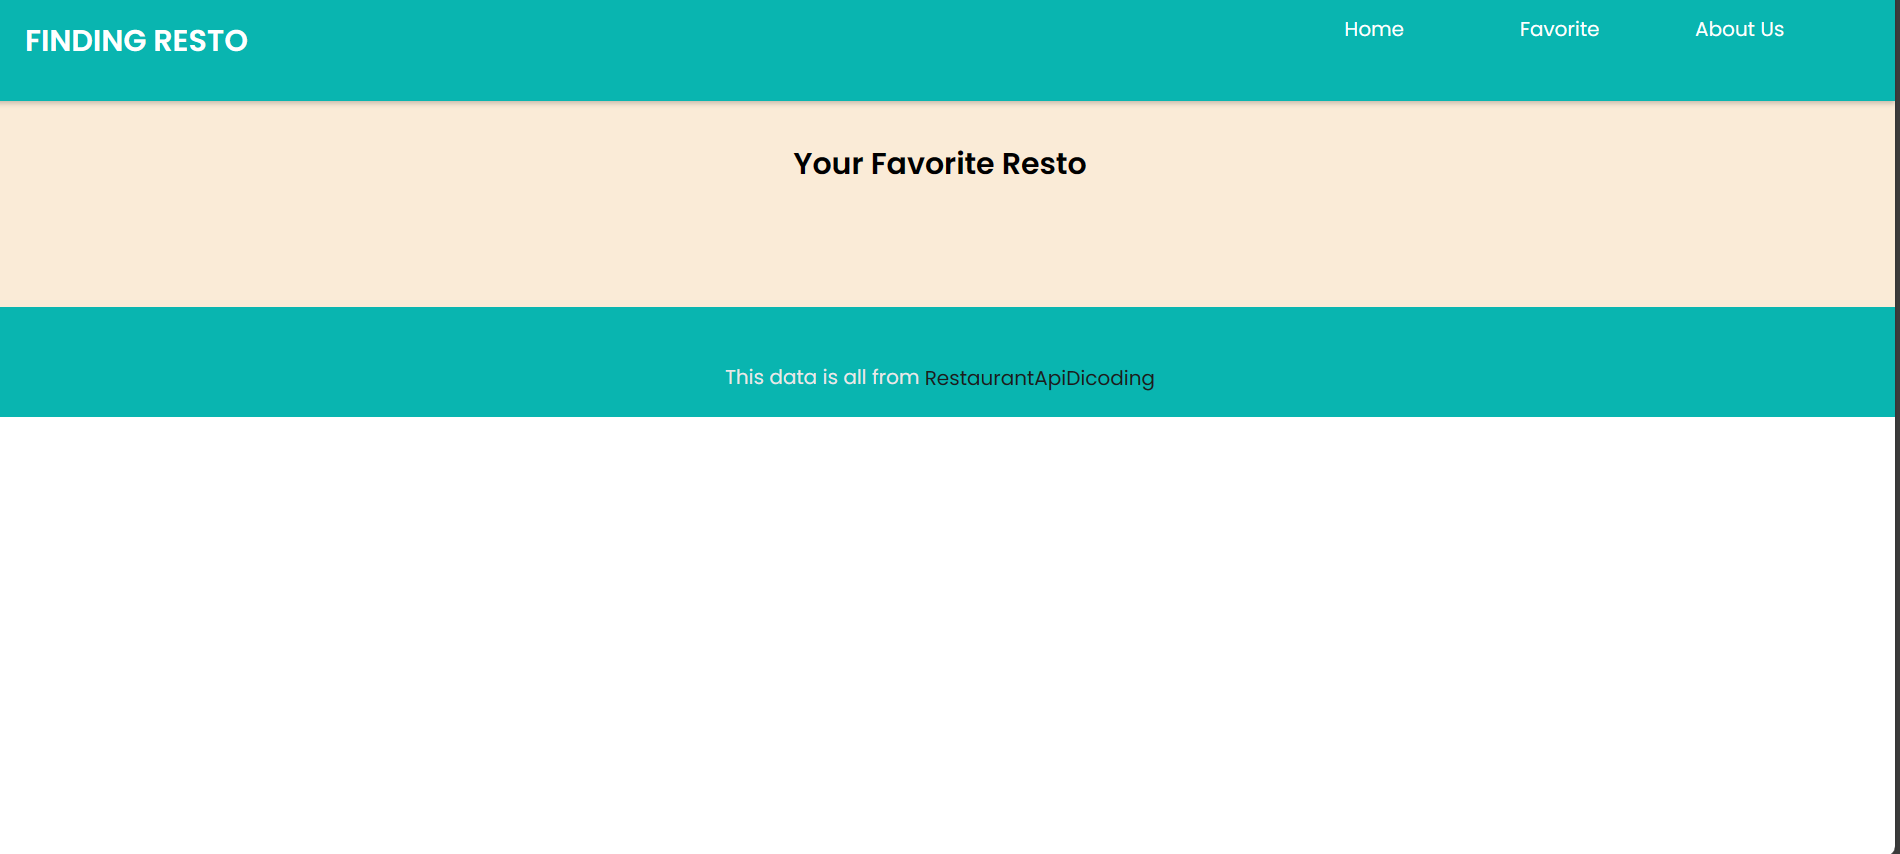 FINDING RESTO
Home
Favorite
About Us
Your Favorite Resto
This data is all from RestaurantApiDicoding